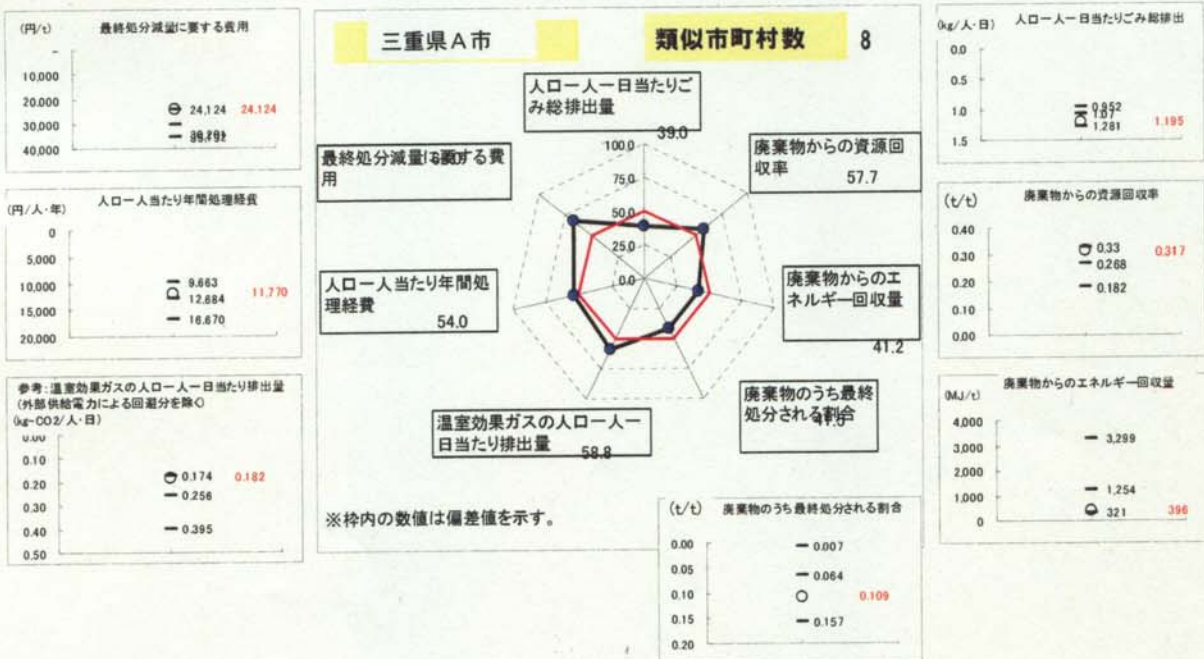 (円/t) 最終処分減量に要する費用
10,000
20,000
30,000
40,000
24,124
24,124
(円/人・年) 人口一人当たり年間処理経費
0
5,000
10,000
15,000
20,000
9,663
12,684
16,670
11,770
参考:温室効果ガスの人口一人一日当たり排出量
(外部供給電力による回避分を除く)
(kg-CO2/人・日)
0.00
0.10
0.20
0.30
0.40
0.50
0.174
0.256
0.395
0.182
三重県A市
類似市町村数 8
人口一人一日当たりご
み総排出量
39.0
廃棄物からの資源回
収率
57.7
廃棄物からのエ
ネルギー回収量
41.2
廃棄物のうち最終
処分される割合
温室効果ガスの人口一人一
日当たり排出量
58.8
人口一人当たり年間処
理経費
54.0
最終処分減量に要する費
用
100.0
75.0
50.0
25.0
0.0
※枠内の数値は偏差値を示す。
(kg/人・日) 人口一人一日当たりごみ総排出
0.0
0.5
1.0
1.5
0.952
1.07
1.281
1.195
(t/t) 廃棄物からの資源回収率
0.40
0.30
0.20
0.10
0.00
0.33
0.268
0.182
0.317
廃棄物からのエネルギー回収量
(MJ/t)
4,000
3,000
2,000
1,000
0
3,299
1,254
321
396
(t/t) 廃棄物のうち最終処分される割合
0.00
0.05
0.10
0.15
0.20
0.007
0.064
0.157
0.109